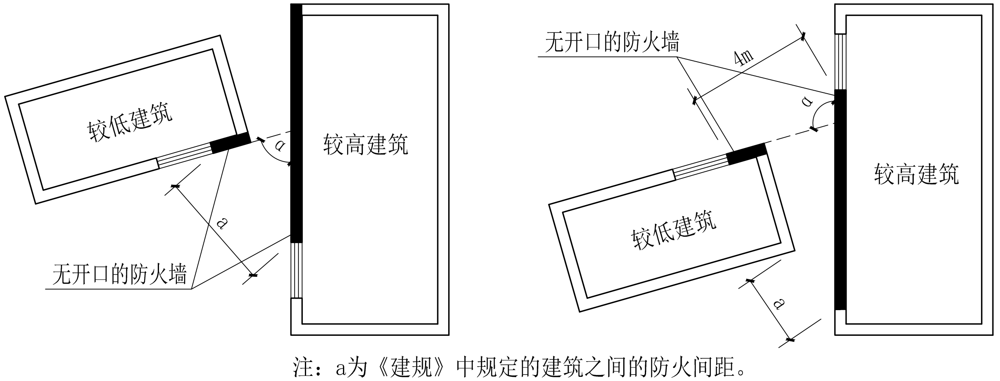 无开口的防火墙
4m
α
较低建筑
α
较高建筑
较高建筑
a
较低建筑
无开口的防火墙
a
注：a为《建规》中规定的建筑之间的防火间距。